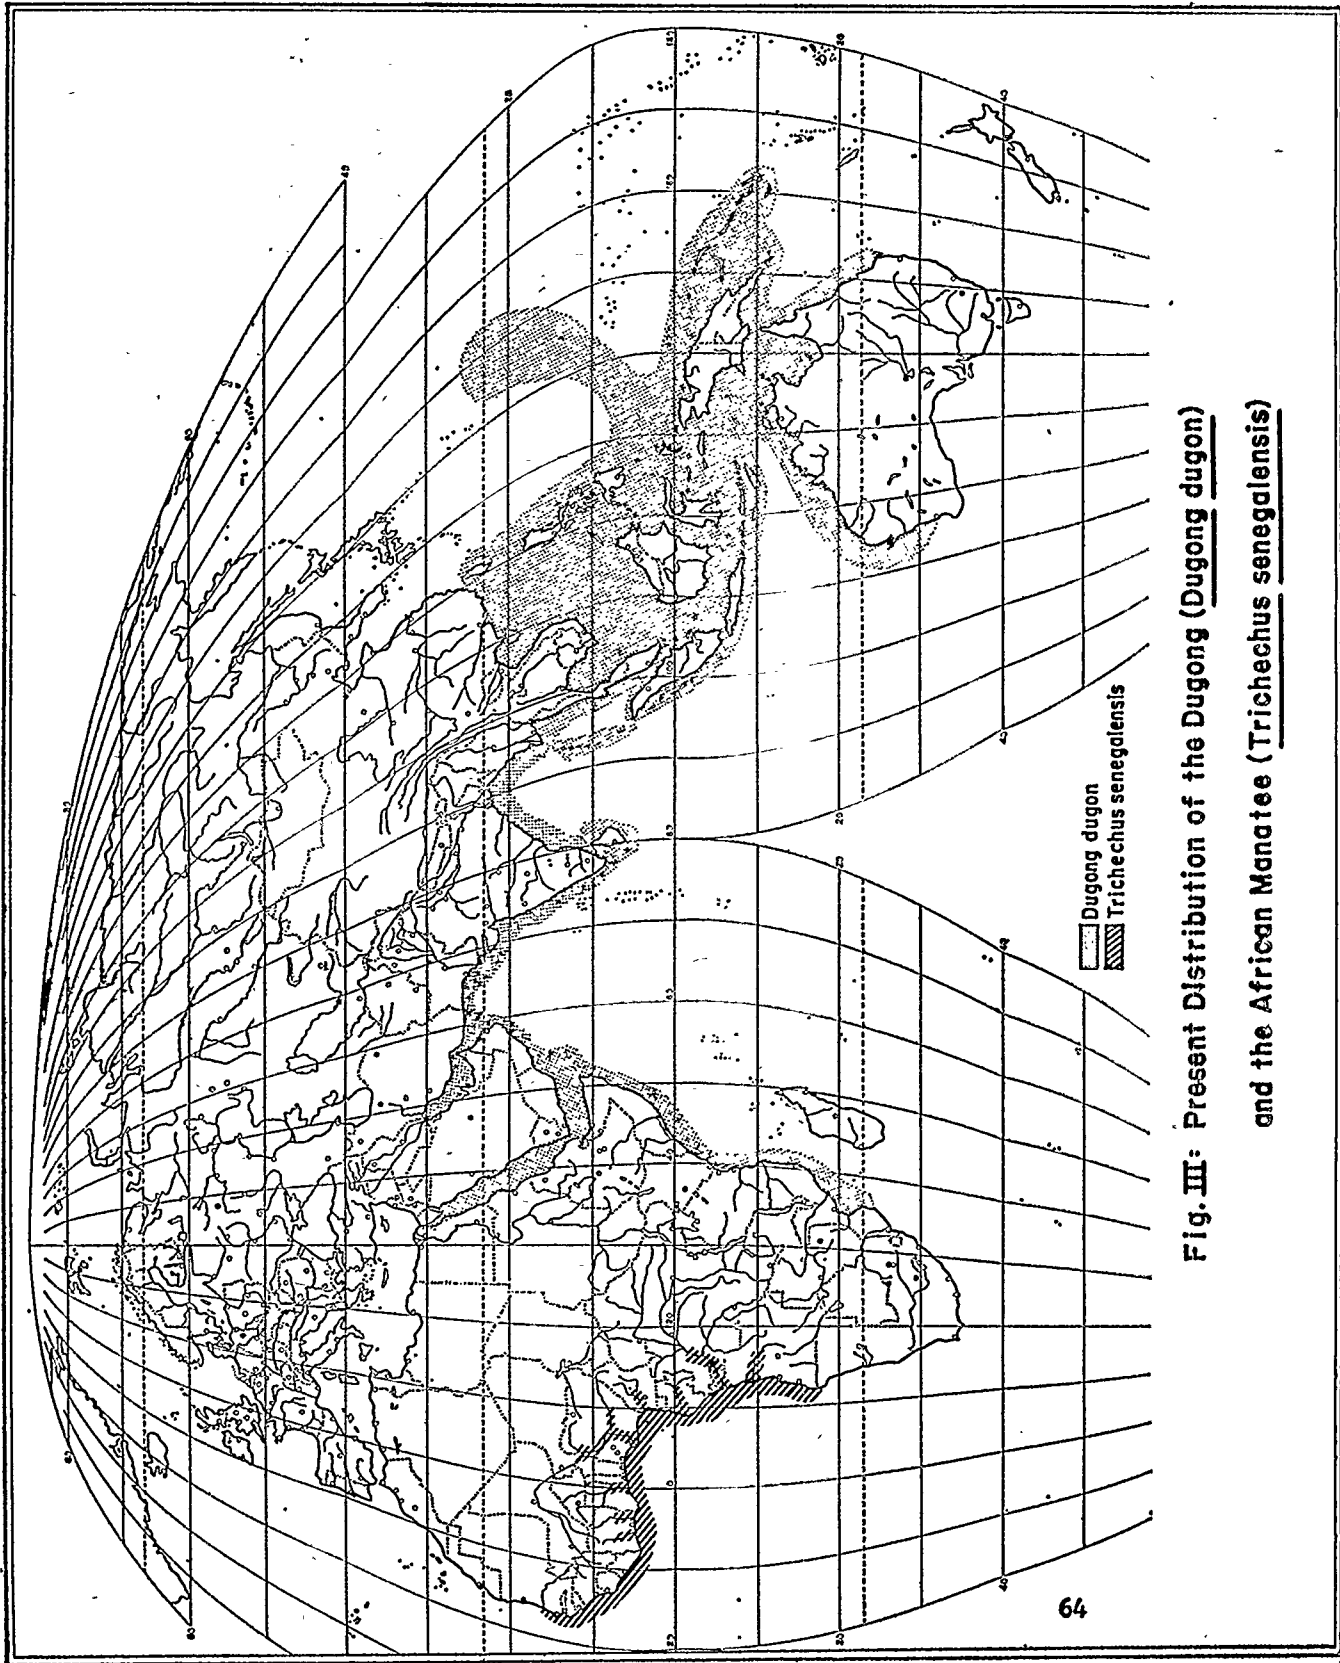 Dugong dugon
Trichechus senegalensis
Fig. III: Present Distribution of the Dugong (Dugong dugon)
and the African Manatee (Trichechus senegalensis)
64